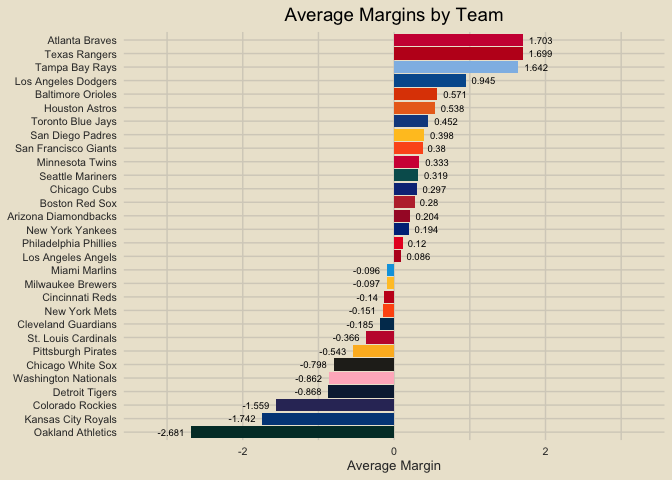 Average Margins by Team
Atlanta Braves 1.703
Texas Rangers 1.699
Tampa Bay Rays 1.642
Los Angeles Dodgers 0.945
Baltimore Orioles 0.571
Houston Astros 0.538
Toronto Blue Jays 0.452
San Diego Padres 0.398
San Francisco Giants 0.38
Minnesota Twins 0.333
Seattle Mariners 0.319
Chicago Cubs 0.297
Boston Red Sox 0.28
Arizona Diamondbacks 0.204
New York Yankees 0.194
Philadelphia Phillies 0.12
Los Angeles Angels 0.086
Miami Marlins -0.096
Milwaukee Brewers -0.097
Cincinnati Reds -0.14
New York Mets -0.151
Cleveland Guardians -0.185
St. Louis Cardinals -0.366
Pittsburgh Pirates -0.543
Chicago White Sox -0.798
Washington Nationals -0.862
Detroit Tigers -0.868
Colorado Rockies -1.559
Kansas City Royals -1.742
Oakland Athletics -2.681
-2 0 2
Average Margin